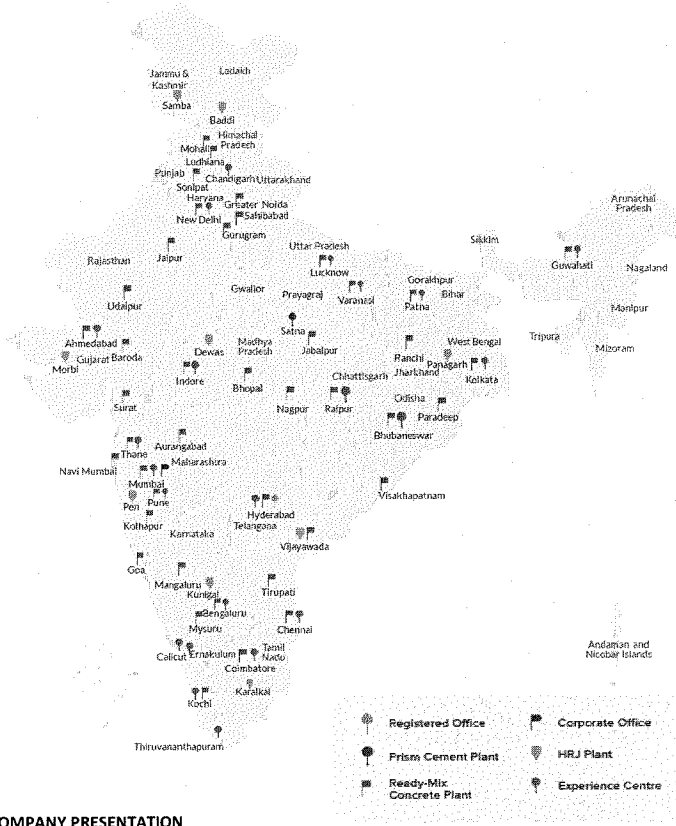 Jammu &
Kashmir
Ladakh
Samba
Baddi
Himachal
Pradesh
Mohali
Ludhiana
Punjab
Chandigarh
Uttarakhand
Sonipat
Haryana
Greater Noida
New Delhi
Sahibabad
Gurugram
Arunachal
Pradesh
Uttar Pradesh
Sikkim
Jaipur
Rajasthan
Lucknow
Guwahati
Nagaland
Gwalior
Prayagraj
Gorakhpur
Varanasi
Patna
Bihar
Udaipur
Manipur
Satna
Ahmedabad
Gujarat
Baroda
Dewas
Madhya
Pradesh
Jabalpur
Ranchi
Jharkhand
West Bengal
Panagarh
Tripura
Mizoram
Morbi
Indore
Bhopal
Chhattisgarh
Kolkata
Surat
Nagpur
Raipur
Odisha
Paradeep
Bhubaneswar
Thane
Aurangabad
Navi Mumbai
Maharashtra
Mumbai
Visakhapatnam
Pen
Pune
Hyderabad
Telangana
Kolhapur
Karnataka
Vijayawada
Goa
Mangaluru
Kunigal
Tirupati
Bengaluru
Mysuru
Chennai
Andaman and
Nicobar Islands
Calicut
Ernakulum
Tamil
Nadu
Coimbatore
Karaikal
Kochi
Thiruvananthapuram
Registered Office
Corporate Office
Prism Cement Plant
HRJ Plant
Ready-Mix
Concrete Plant
Experience Centre
OMPANY PRESENTATION